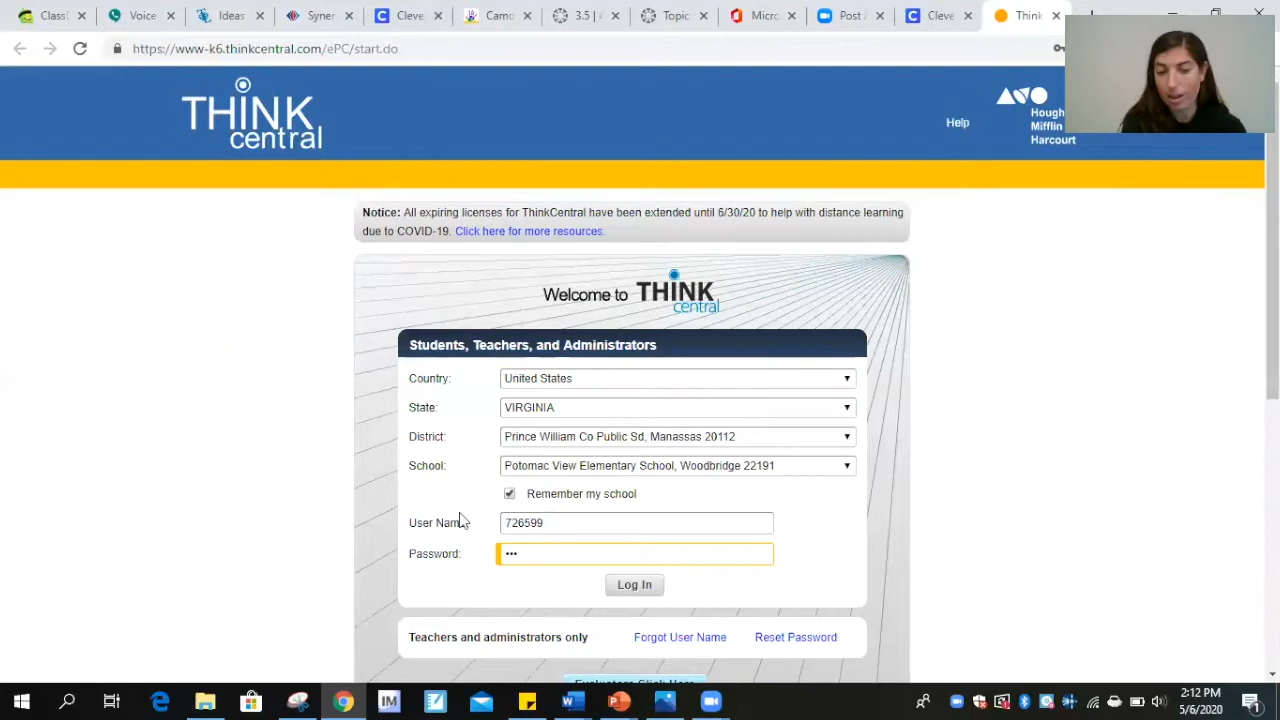 Class
Voice
Ideas
Syner
Cleve
Camo
3.5 |
Topic
Micro
Post A
Cleve
Think
https://www-k6.thinkcentral.com/ePC/start.do
THINK
central
Help
Hough
Mifflin
Harcourt
Notice: All expiring licenses for ThinkCentral have been extended until 6/30/20 to help with distance learning
due to COVID-19. Click here for more resources.
Welcome to THINK
central
Students, Teachers, and Administrators
Country: United States
State: VIRGINIA
District: Prince William Co Public Sd, Manassas 20112
School: Potomac View Elementary School, Woodbridge 22191
Remember my school
User Nam 726599
Password: •••
Log In
Teachers and administrators only Forgot User Name Reset Password
Evaluators Click Here
IM
2:12 PM
5/6/2020